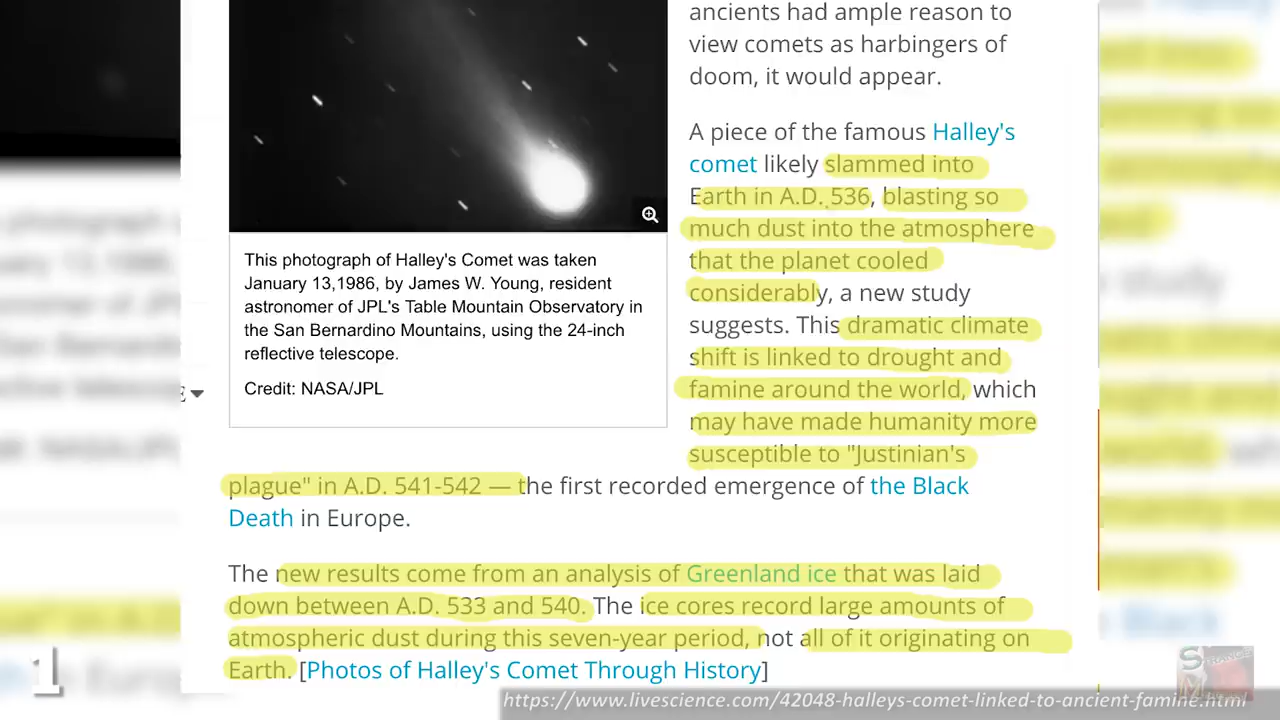 ancients had ample reason to
view comets as harbingers of
doom, it would appear.
A piece of the famous Halley's
comet likely slammed into
Earth in A.D. 536, blasting so
much dust into the atmosphere
that the planet cooled
considerably, a new study
suggests. This dramatic climate
shift is linked to drought and
famine around the world, which
may have made humanity more
susceptible to "Justinian's
plague" in A.D. 541-542 — the first recorded emergence of the Black
Death in Europe.
This photograph of Halley's Comet was taken
January 13,1986, by James W. Young, resident
astronomer of JPL's Table Mountain Observatory in
the San Bernardino Mountains, using the 24-inch
reflective telescope.
Credit: NASA/JPL
The new results come from an analysis of Greenland ice that was laid
down between A.D. 533 and 540. The ice cores record large amounts of
atmospheric dust during this seven-year period, not all of it originating on
Earth. [Photos of Halley's Comet Through History]
1
https://www.livescience.com/42048-halleys-comet-linked-to-ancient-famine.html